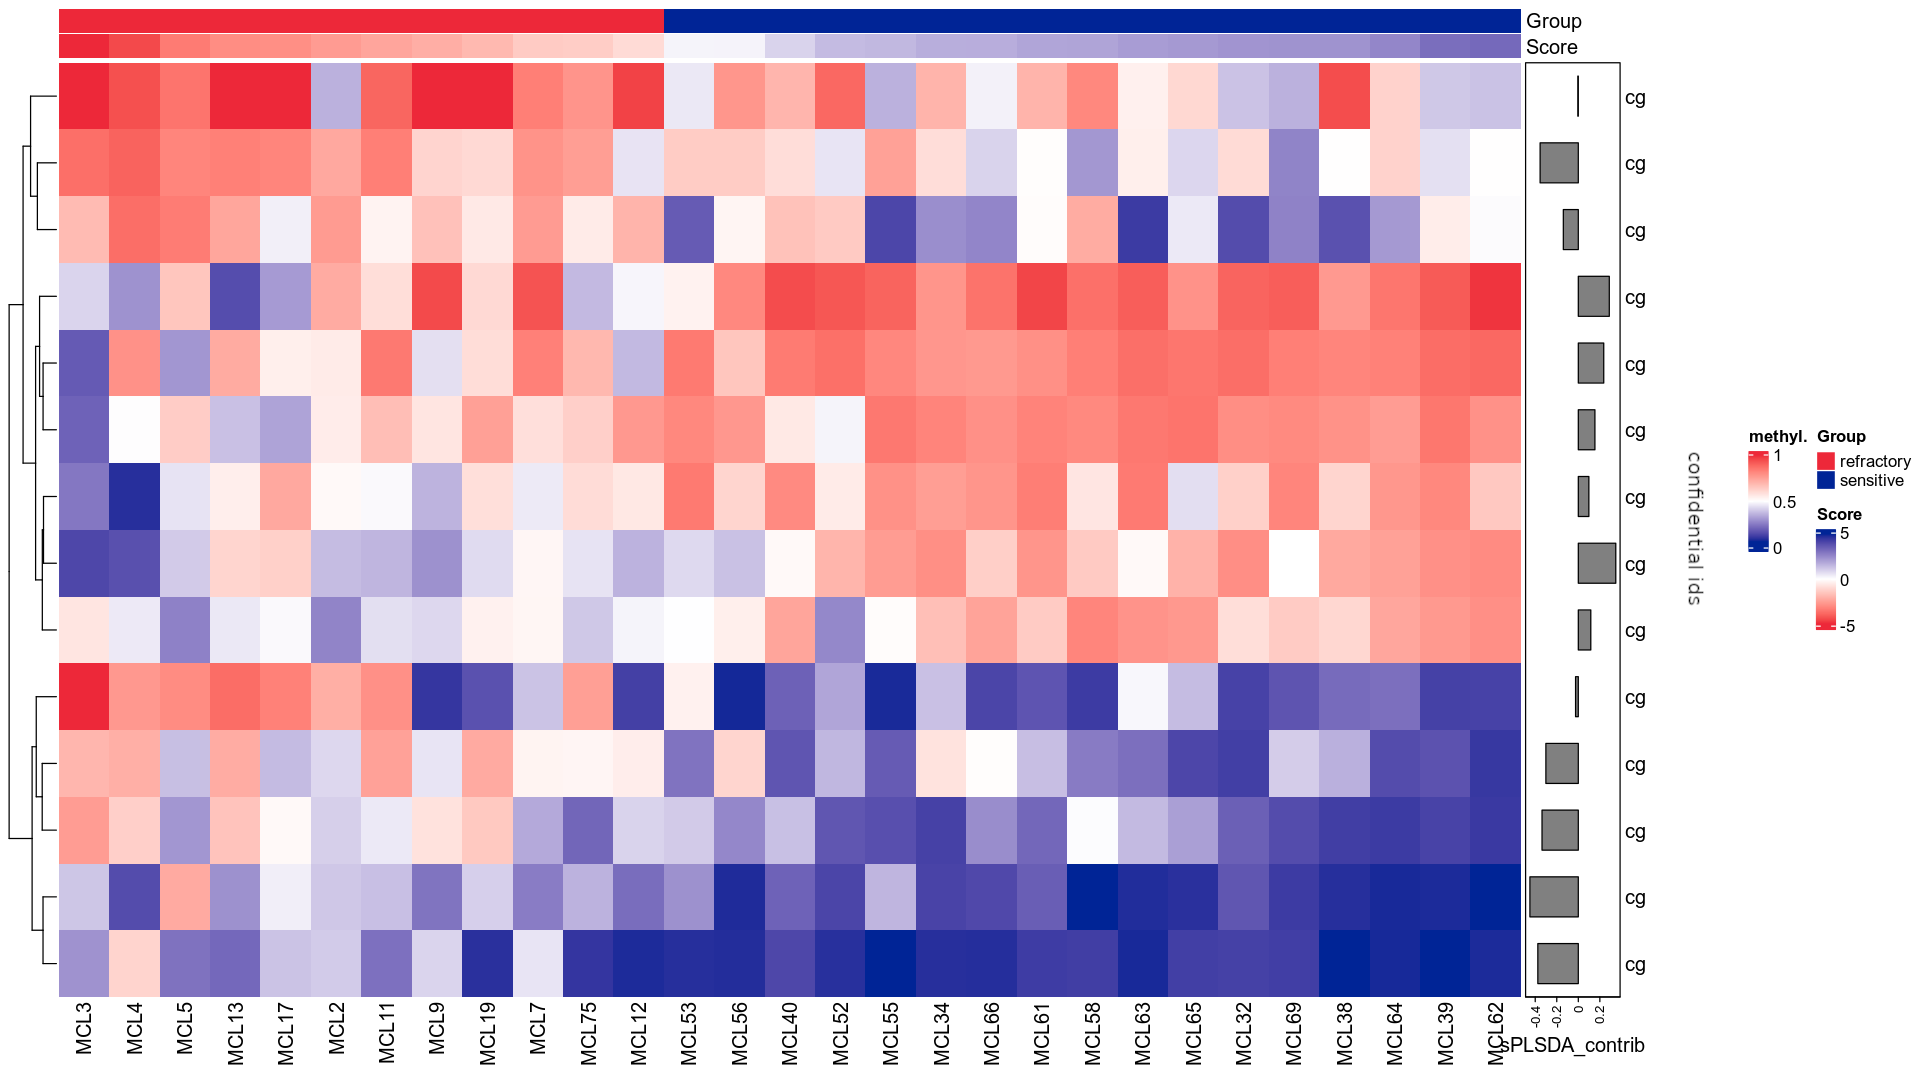 Group
Score
cg
cg
cg
cg
cg
cg
cg
cg
cg
cg
cg
cg
cg
cg
confidential ids
methyl.
1
0.5
0
Group
refractory
sensitive
Score
5
0
-5
MCL3
MCL4
MCL5
MCL13
MCL17
MCL2
MCL11
MCL9
MCL19
MCL7
MCL75
MCL12
MCL53
MCL56
MCL40
MCL52
MCL55
MCL34
MCL66
MCL61
MCL58
MCL63
MCL65
MCL32
MCL69
MCL38
MCL64
MCL39
MCL62
-0.4
-0.2
0
0.2
sPLSDA_contrib